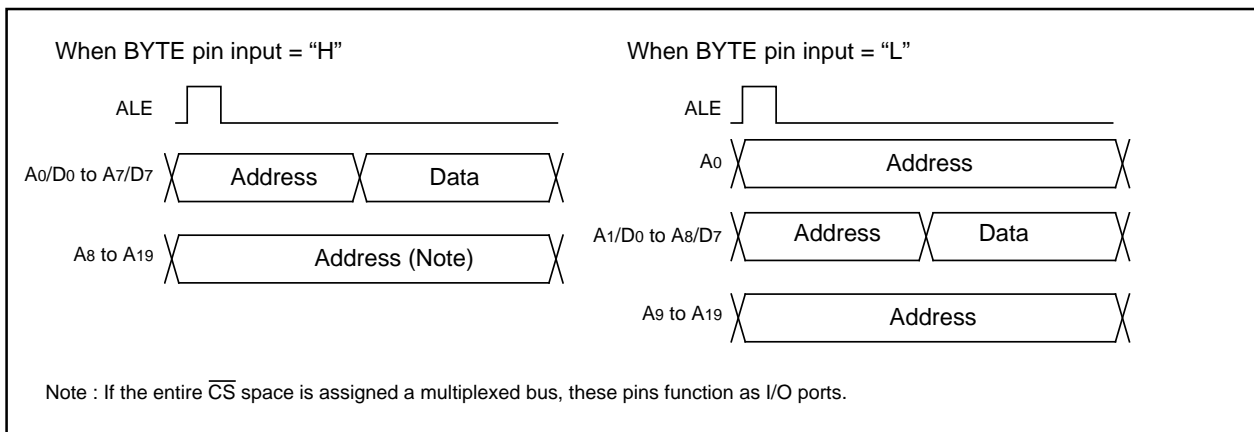 When BYTE pin input = “H”
ALE
A0/D0 to A7/D7
Address
Data
A8 to A19
Address (Note)
When BYTE pin input = “L”
ALE
A0
Address
A1/D0 to A8/D7
Address
Data
A9 to A19
Address
Note : If the entire C̅S̅ space is assigned a multiplexed bus, these pins function as I/O ports.